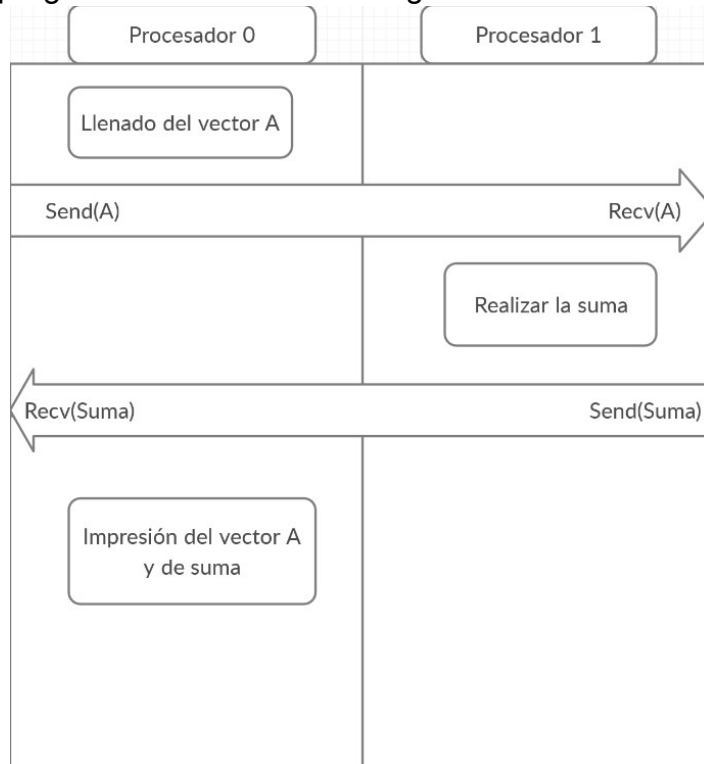 Procesador 0
Procesador 1
Llenado del vector A
Send(A)
Recv(A)
Realizar la suma
Recv(Suma)
Send(Suma)
Impresión del vector A
y de suma